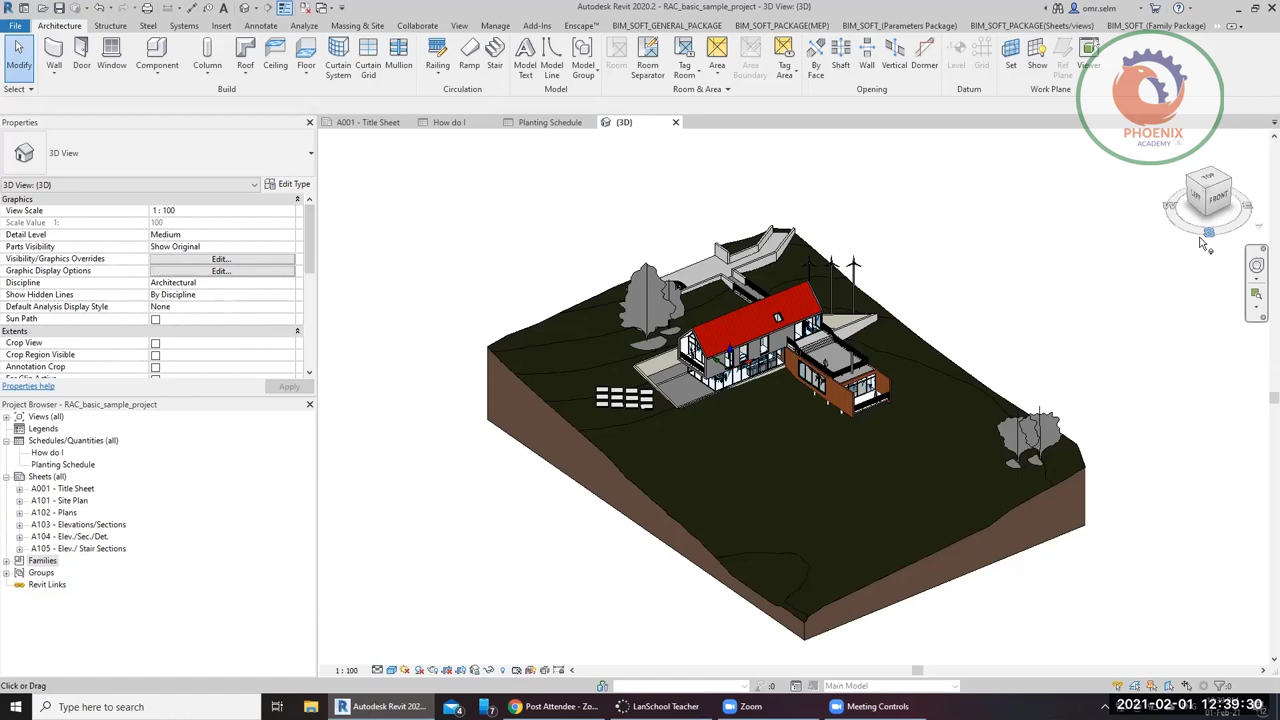 Autodesk Revit 2020.2 - RAC_basic_sample_project - 3D View: {3D}
omr.selm
File Architecture Structure Steel Systems Insert Annotate Analyze Massing & Site Collaborate View Manage Add-Ins Enscape™ BIM_SOFT_GENERAL_PACKAGE BIM_SOFT_PACKAGE(MEP) BIM_SOFT_(Parameters Package) BIM_SOFT_PACKAGE(Sheets/views) BIM_SOFT_(Family Package)
Modify Wall Door Window Component Column Roof Ceiling Floor Curtain System Curtain Grid Mullion Railing Ramp Stair Model Text Model Line Model Group Room Room Separator Tag Room Area Area Boundary Tag Area By Face Shaft Wall Vertical Dormer Level Grid Set Show Ref Plane Viewer
Select Build Circulation Model Room & Area Opening Datum Work Plane
PHOENIX
ACADEMY
Properties
A001 - Title Sheet How do I Planting Schedule {3D}
3D View
3D View: {3D} Edit Type
Graphics
View Scale 1 : 100
Scale Value 1: 100
Detail Level Medium
Parts Visibility Show Original
Visibility/Graphics Overrides Edit...
Graphic Display Options Edit...
Discipline Architectural
Show Hidden Lines By Discipline
Default Analysis Display Style None
Sun Path
Extents
Crop View
Crop Region Visible
Annotation Crop
Properties help Apply
TOP
FRONT
Project Browser - RAC_basic_sample_project
Views (all)
Legends
Schedules/Quantities (all)
How do I
Planting Schedule
Sheets (all)
A001 - Title Sheet
A101 - Site Plan
A102 - Plans
A103 - Elevations/Sections
A104 - Elev./Sec./Det.
A105 - Elev./ Stair Sections
Families
Groups
Revit Links
1 : 100
Click or Drag :0 Main Model :0
Type here to search Autodesk Revit 202... 4 7 Post Attendee - Zo... LanSchool Teacher Zoom Meeting Controls
2021-02-01 12:39:30